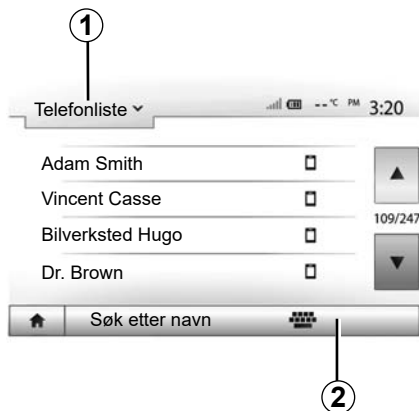 1
Telefonliste
--°C PM 3:20
Adam Smith
Vincent Casse
109/247
Bilverksted Hugo
Dr. Brown
Søk etter navn
2